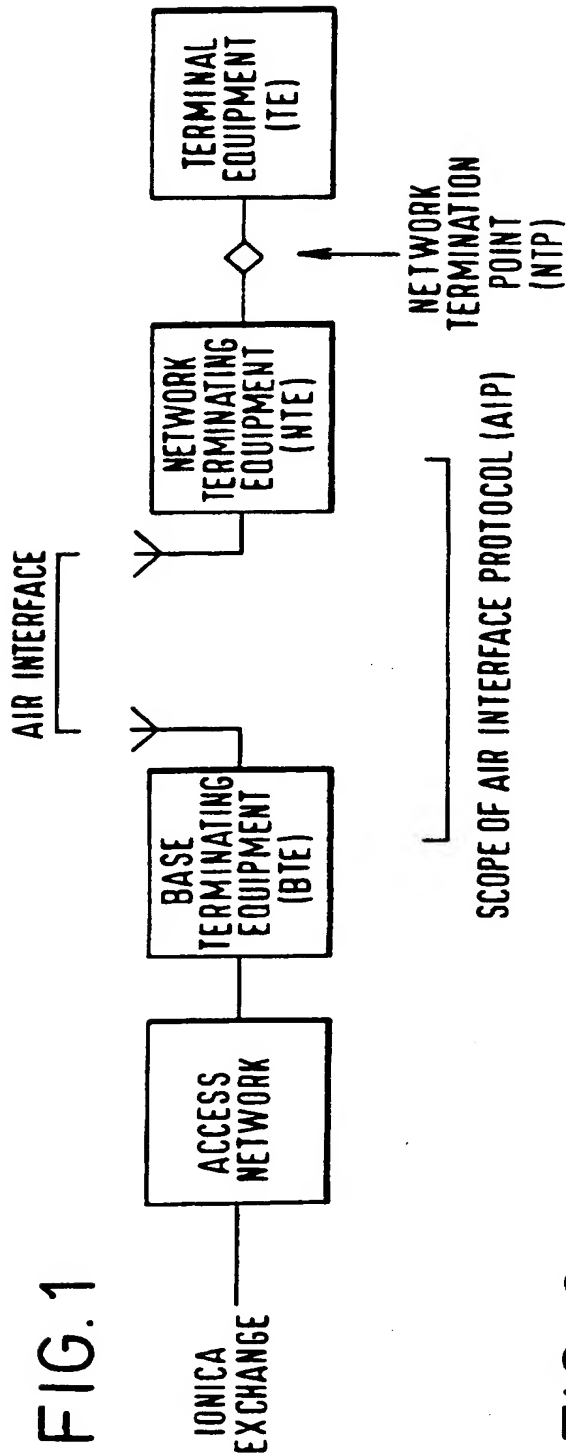 FIG. 1
AIR INTERFACE
IONICA
EXCHANGE
ACCESS
NETWORK
BASE
TERMINATING
EQUIPMENT
(BTE)
NETWORK
TERMINATING
EQUIPMENT
(NTE)
TERMINAL
EQUIPMENT
(TE)
NETWORK
TERMINATION
POINT
(NTP)
SCOPE OF AIR INTERFACE PROTOCOL (AIP)